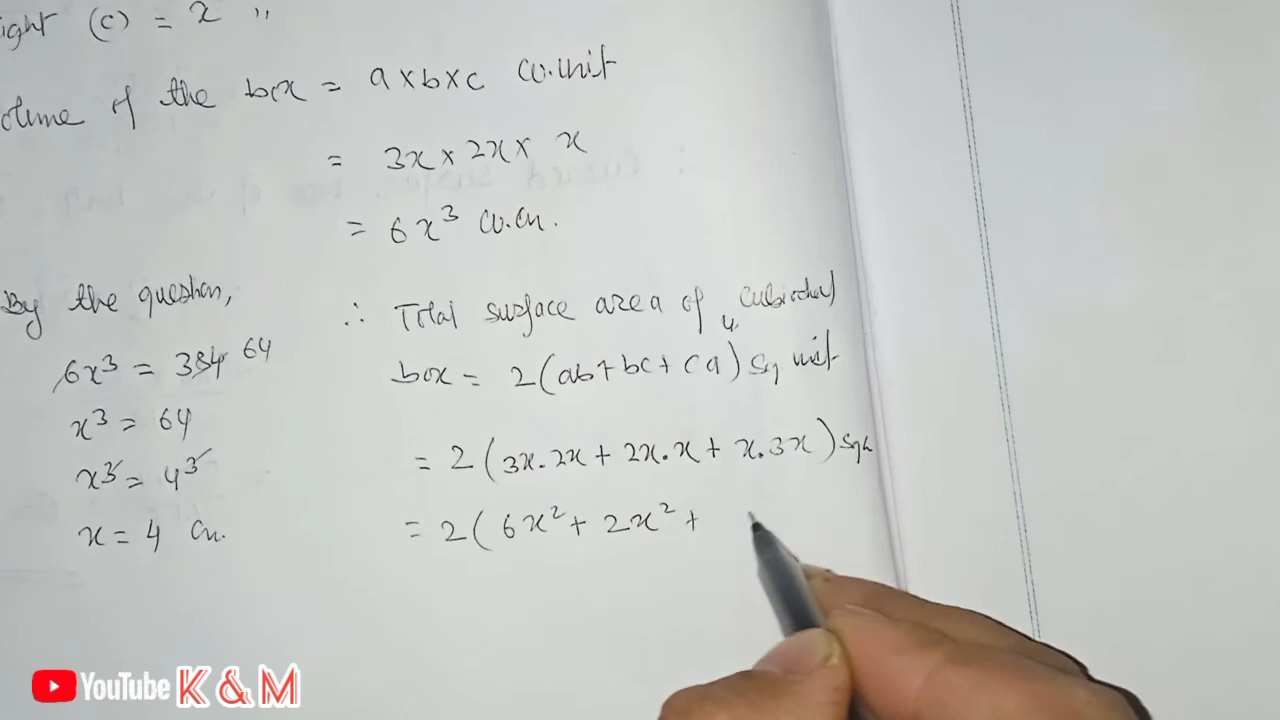 ight (c) = x "
olume of the box = a×b×c cu.unit
= 3x × 2x × x
= 6x³ cu.cm.
By the question,
6x³ = 384 64
x³ = 64
x³ = 4³
x = 4 cm.
∴ Total surface area of cuboidal
box = 2(ab+bc+ca) sq unit
= 2(3x.2x + 2x.x + x.3x) sq
= 2(6x² + 2x² +
YouTube K & M